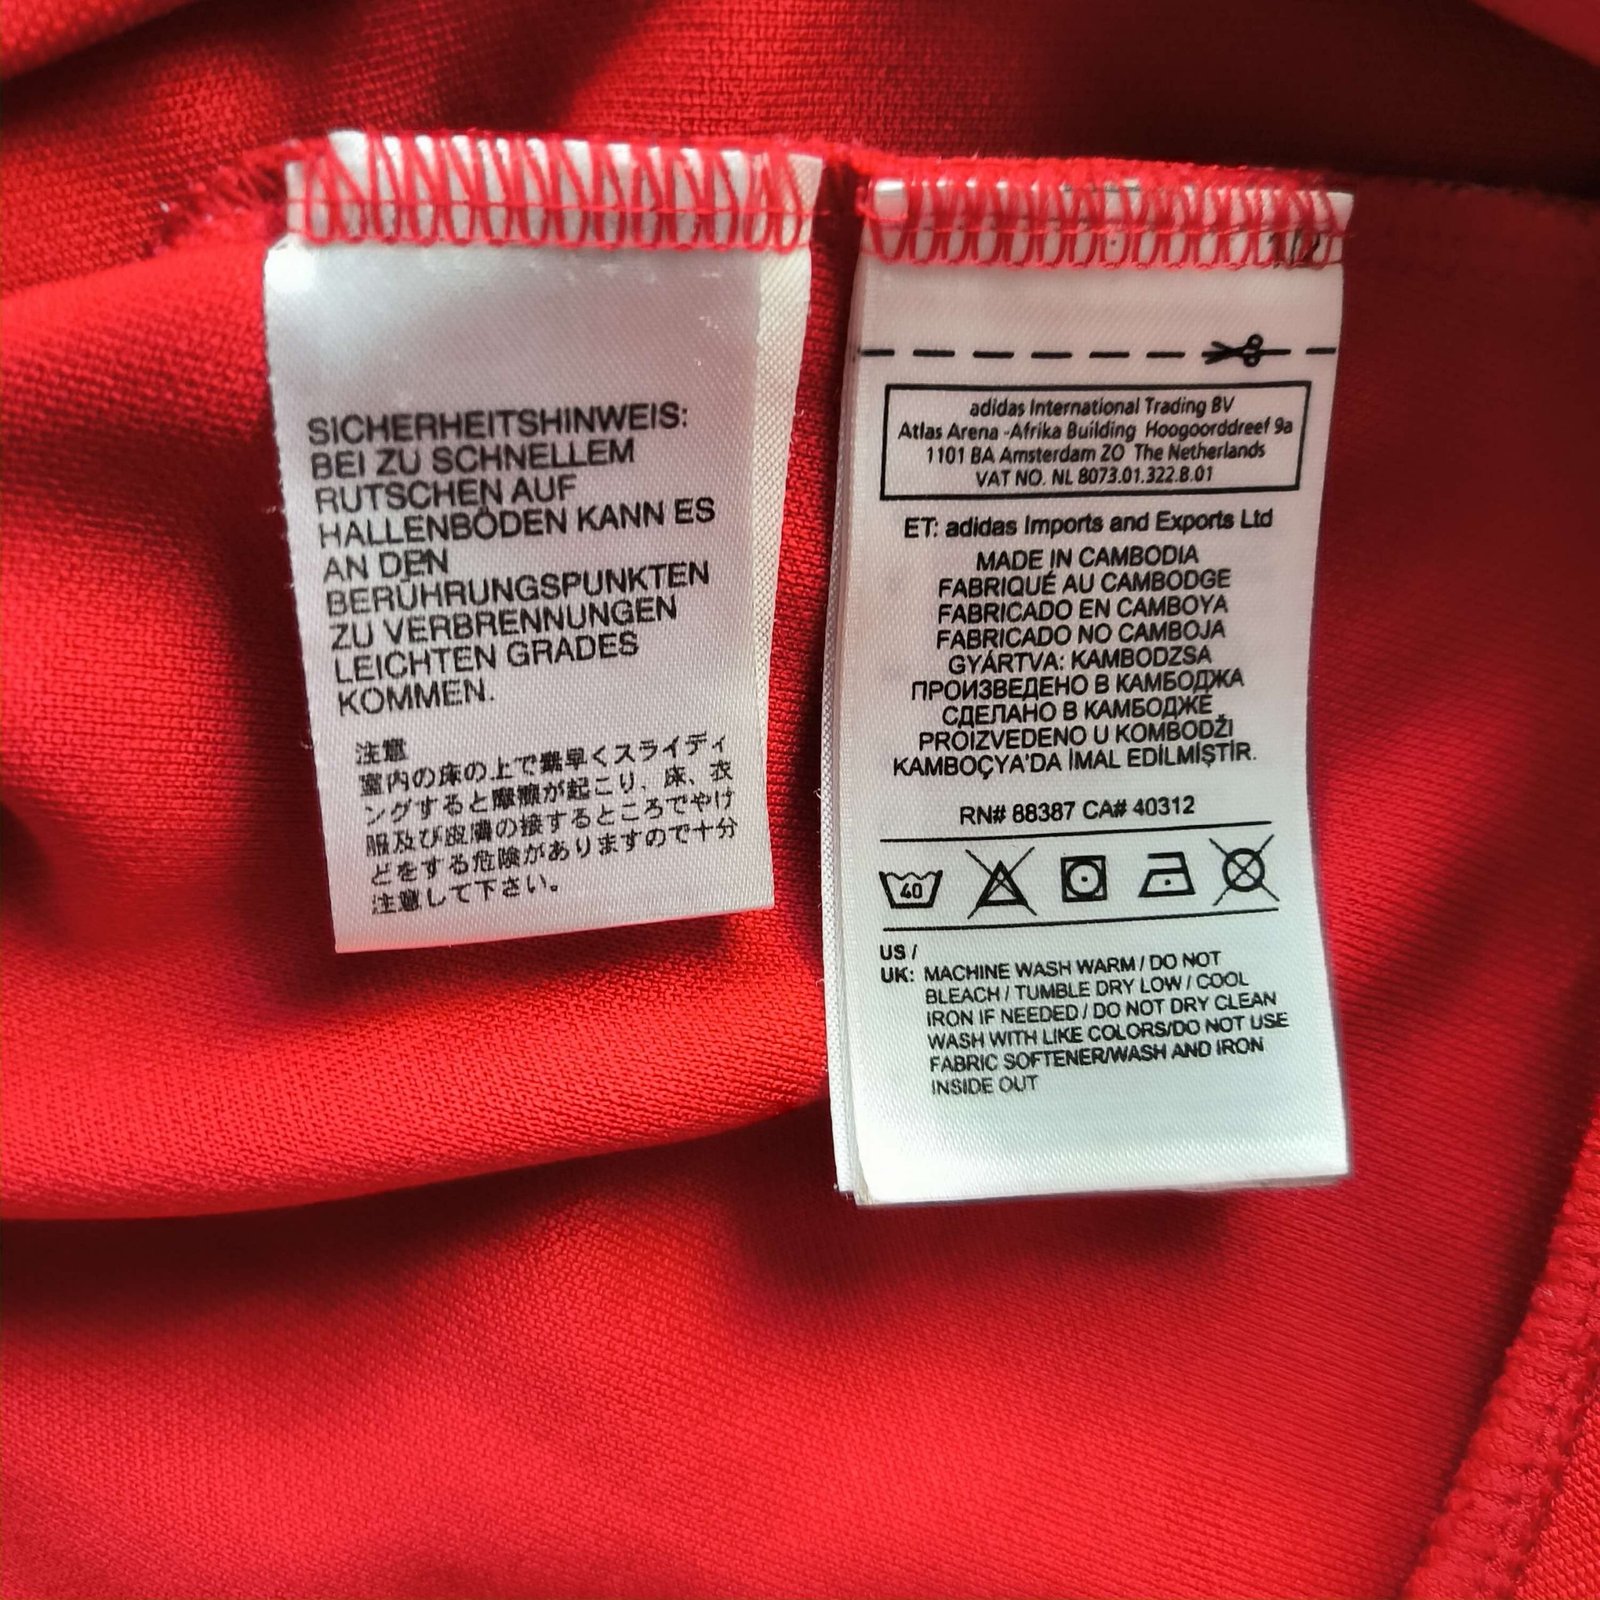 SICHERHEITSHINWEIS:
BEI ZU SCHNELLEM
RUTSCHEN AUF
HALLENBÖDEN KANN ES
AN DEN
BERÜHRUNGSPUNKTEN
ZU VERBRENNUNGEN
LEICHTEN GRADES
KOMMEN.
注意
室内の床の上で素早くスライディ
ングすると摩擦が起こり、床、衣
服及び皮膚の接するところでやけ
どをする危険がありますので十分
注意して下さい。
adidas International Trading BV
Atlas Arena -Afrika Building Hoogoorddreef 9a
1101 BA Amsterdam ZO The Netherlands
VAT NO. NL 8073.01.322.B.01
ET: adidas Imports and Exports Ltd
MADE IN CAMBODIA
FABRIQUÉ AU CAMBODGE
FABRICADO EN CAMBOYA
FABRICADO NO CAMBOJA
GYÁRTVA: KAMBODZSA
ПРОИЗВЕДЕНО В КАМБОДЖА
СДЕЛАНО В КАМБОДЖЕ
PROIZVEDENO U KOMBODŽI
KAMBOÇYA'DA İMAL EDİLMİŞTİR.
RN# 88387 CA# 40312
40
US /
UK: MACHINE WASH WARM / DO NOT
BLEACH / TUMBLE DRY LOW / COOL
IRON IF NEEDED / DO NOT DRY CLEAN
WASH WITH LIKE COLORS/DO NOT USE
FABRIC SOFTENER/WASH AND IRON
INSIDE OUT